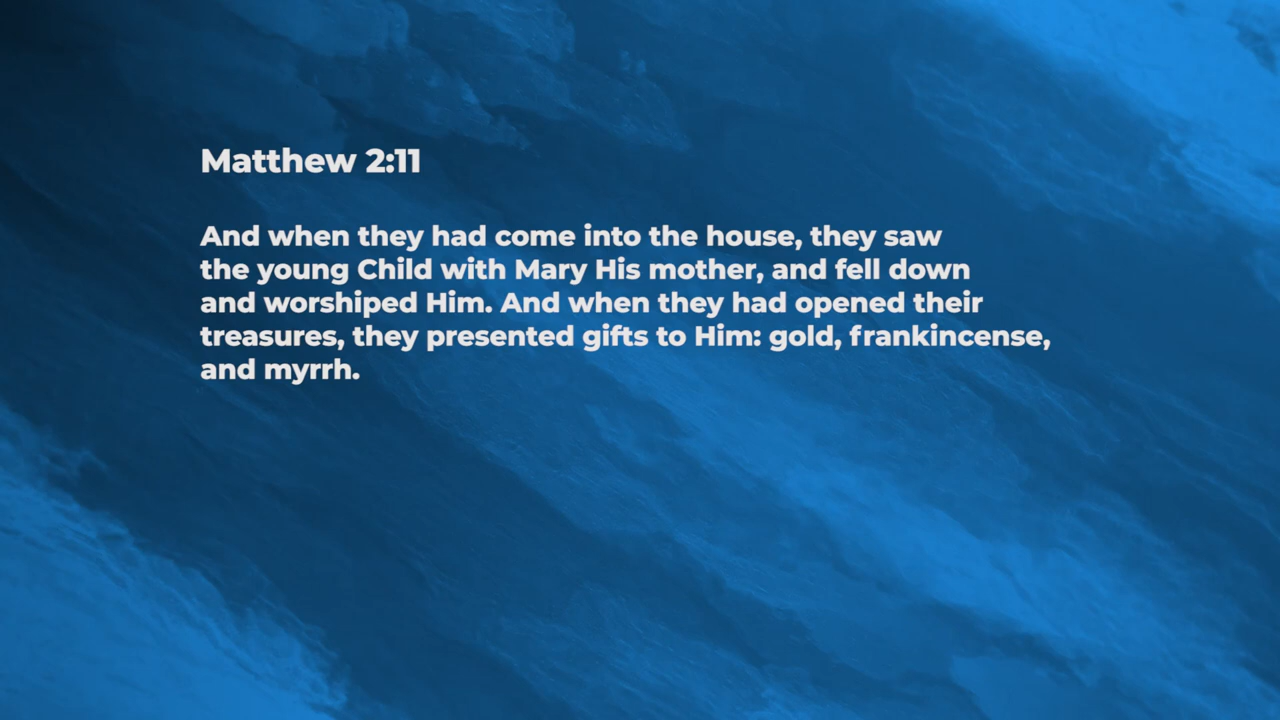 Matthew 2:11
And when they had come into the house, they saw
the young Child with Mary His mother, and fell down
and worshiped Him. And when they had opened their
treasures, they presented gifts to Him: gold, frankincense,
and myrrh.